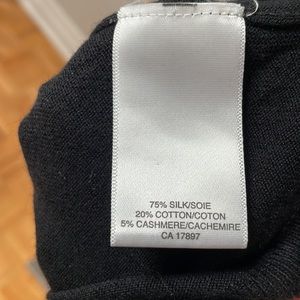 75% SILK/SOIE
20% COTTON/COTON
5% CASHMERE/CACHEMIRE
CA 17897